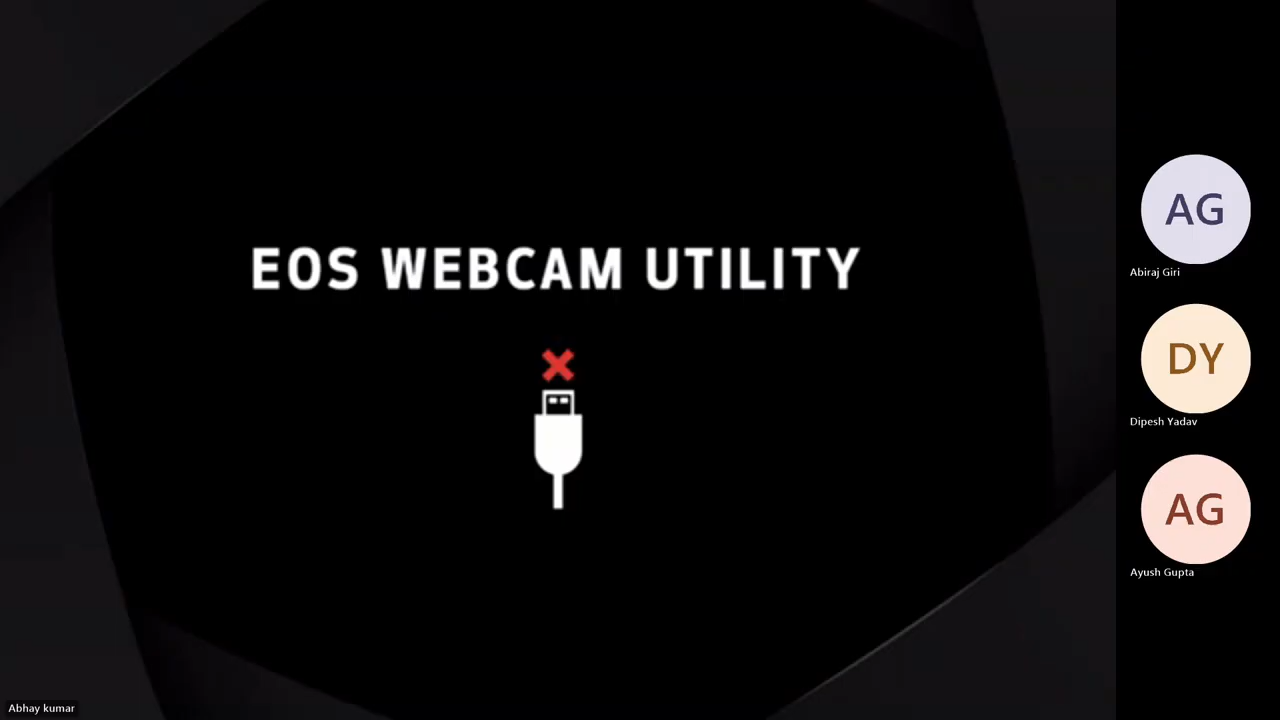 EOS WEBCAM UTILITY
AG
Abiraj Giri
DY
Dipesh Yadav
AG
Ayush Gupta
Abhay kumar